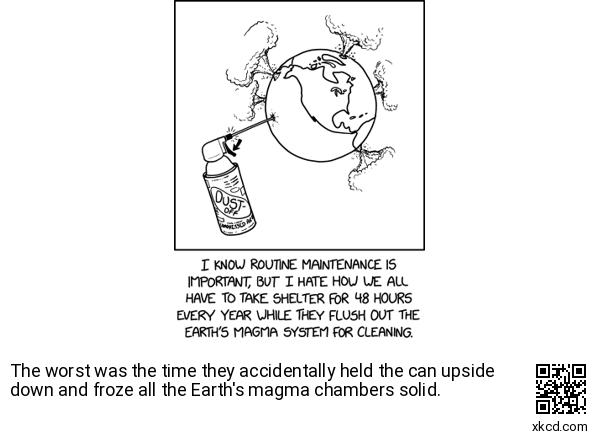 DUST-
OFF
COMPRESSED AIR
I KNOW ROUTINE MAINTENANCE IS
IMPORTANT, BUT I HATE HOW WE ALL
HAVE TO TAKE SHELTER FOR 48 HOURS
EVERY YEAR WHILE THEY FLUSH OUT THE
EARTH'S MAGMA SYSTEM FOR CLEANING.
The worst was the time they accidentally held the can upside
down and froze all the Earth's magma chambers solid.
xkcd.com